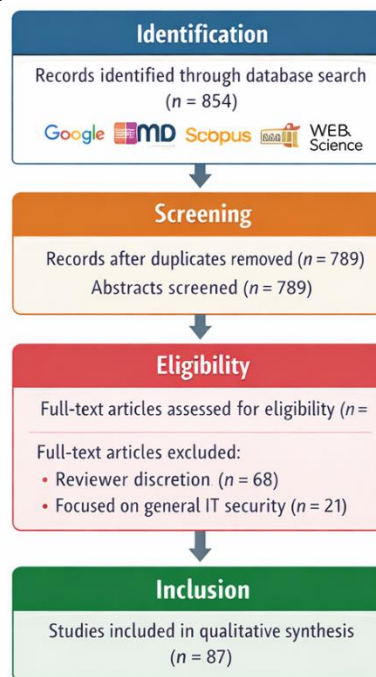 Identification
Records identified through database search
(n = 854)
Google MD Scopus WEB Science
Screening
Records after duplicates removed (n = 789)
Abstracts screened (n = 789)
Eligibility
Full-text articles assessed for eligibility (n =
Full-text articles excluded:
• Reviewer discretion (n = 68)
• Focused on general IT security (n = 21)
Inclusion
Studies included in qualitative synthesis
(n = 87)